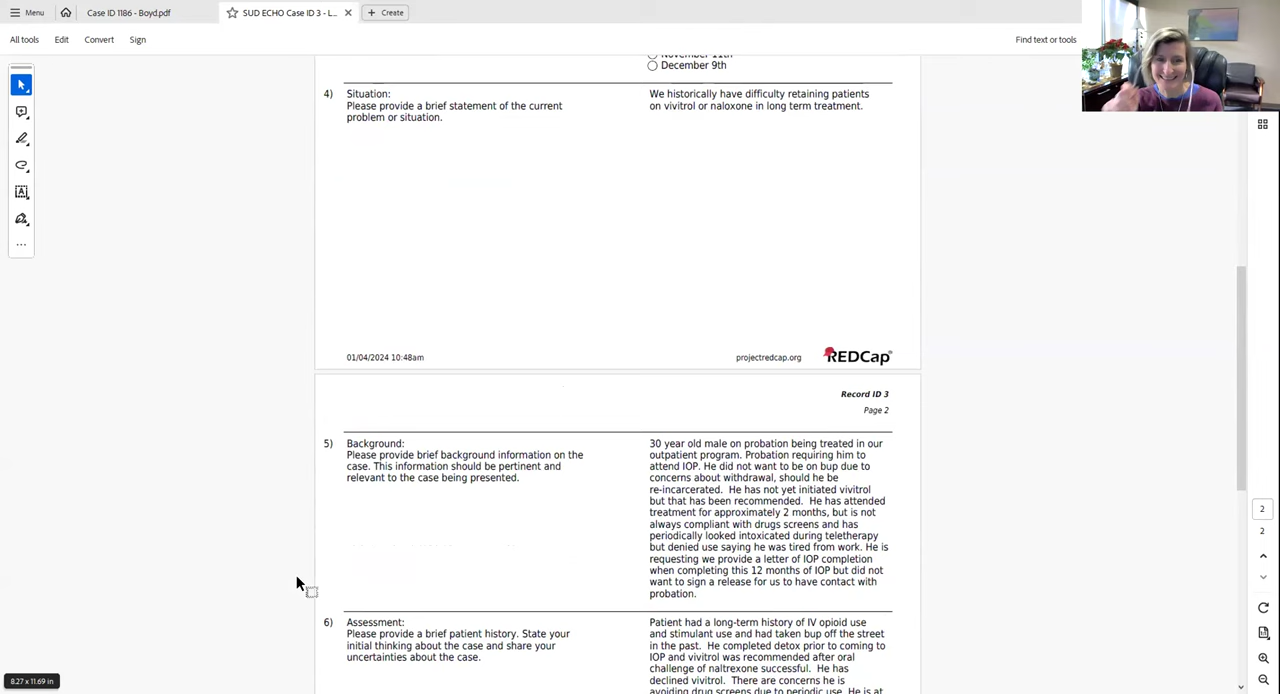 Menu
Case ID 1186 - Boyd.pdf
SUD ECHO Case ID 3 - L...
Create
All tools
Edit
Convert
Sign
Find text or tools
November 11th
December 9th
4) Situation:
Please provide a brief statement of the current
problem or situation.
We historically have difficulty retaining patients
on vivitrol or naloxone in long term treatment.
01/04/2024 10:48am
projectredcap.org
REDCap
Record ID 3
Page 2
5) Background:
Please provide brief background information on the
case. This information should be pertinent and
relevant to the case being presented.
30 year old male on probation being treated in our
outpatient program. Probation requiring him to
attend IOP. He did not want to be on bup due to
concerns about withdrawal, should he be
re-incarcerated. He has not yet initiated vivitrol
but that has been recommended. He has attended
treatment for approximately 2 months, but is not
always compliant with drugs screens and has
periodically looked intoxicated during teletherapy
but denied use saying he was tired from work. He is
requesting we provide a letter of IOP completion
when completing this 12 months of IOP but did not
want to sign a release for us to have contact with
probation.
6) Assessment:
Please provide a brief patient history. State your
initial thinking about the case and share your
uncertainties about the case.
Patient had a long-term history of IV opioid use
and stimulant use and had taken bup off the street
in the past. He completed detox prior to coming to
IOP and vivitrol was recommended after oral
challenge of naltrexone successful. He has
declined vivitrol. There are concerns he is
avoiding drug screens due to periodic use. He is at
2
2
8.27 x 11.69 in